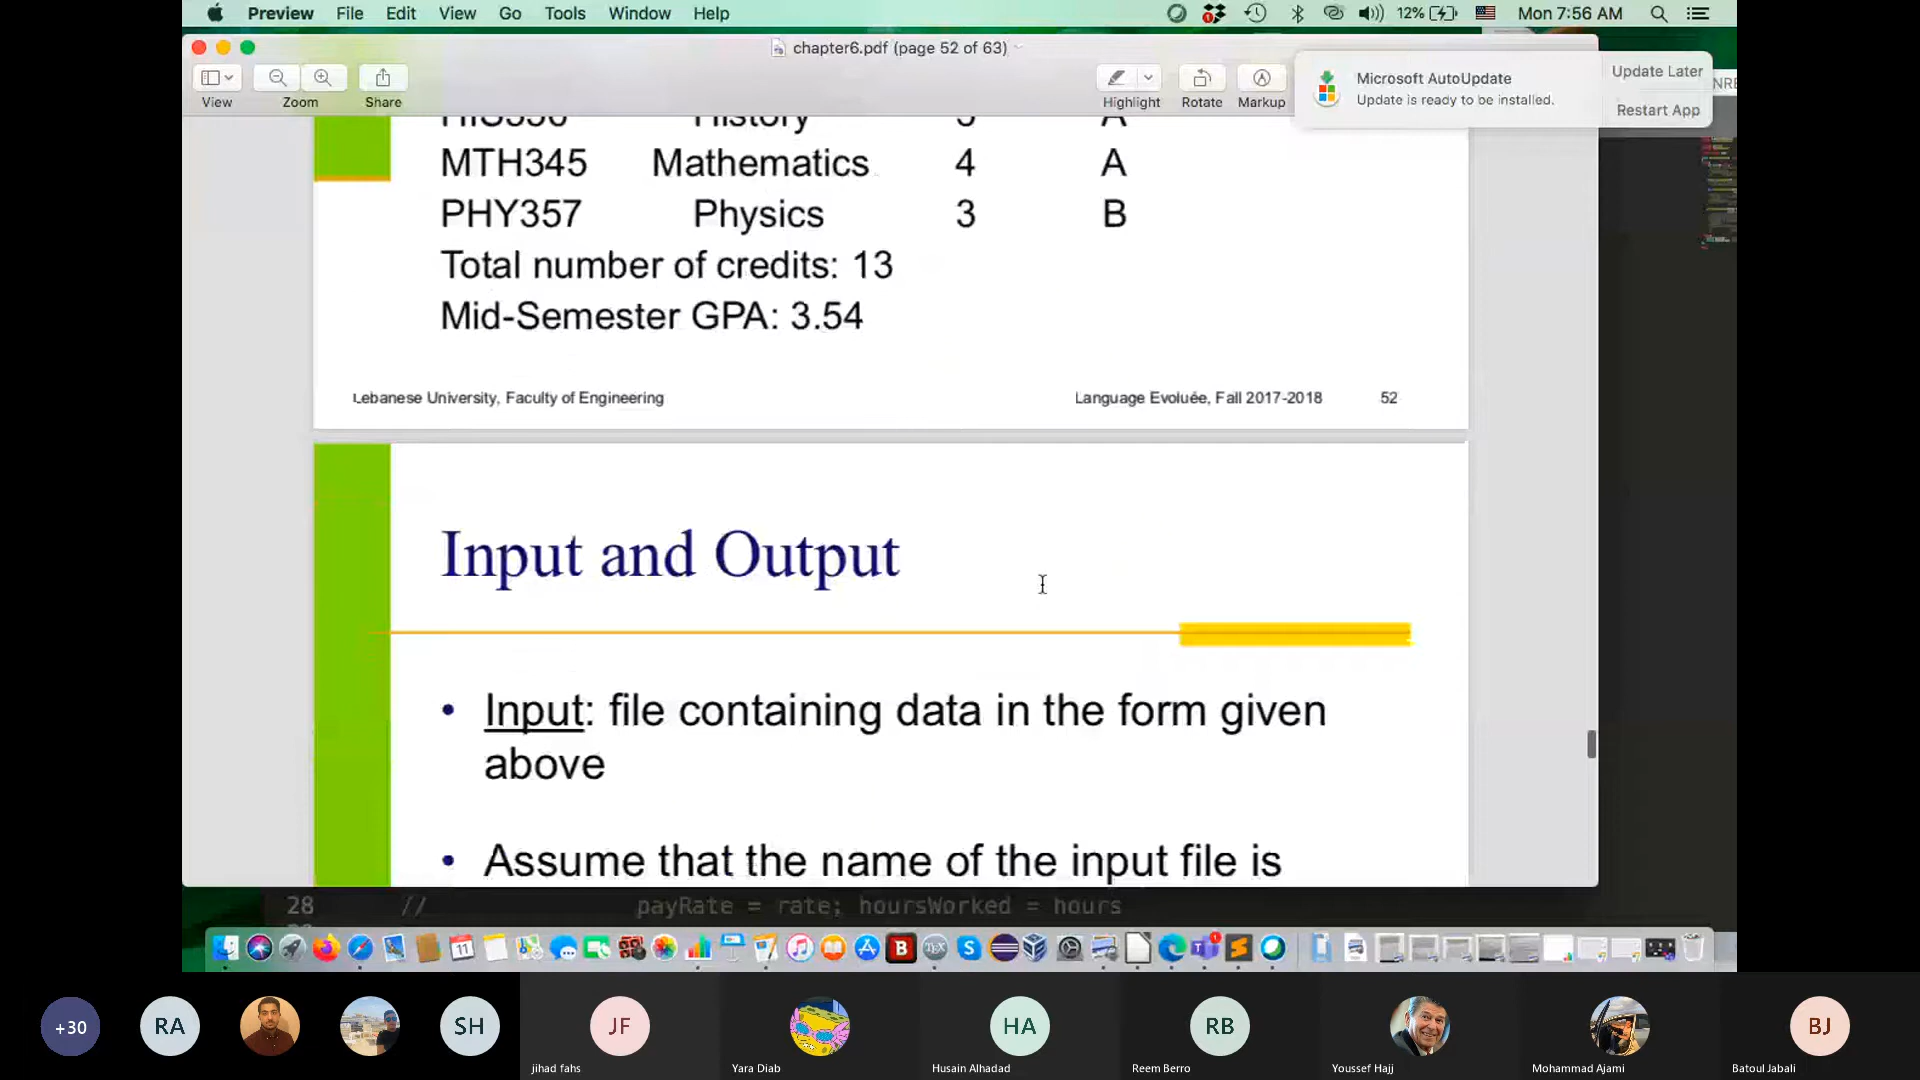 Preview File Edit View Go Tools Window Help 12% Mon 7:56 AM
chapter6.pdf (page 52 of 63)
View Zoom Share Highlight Rotate Markup
Microsoft AutoUpdate
Update is ready to be installed.
Update Later
Restart App
History 3 A
MTH345 Mathematics 4 A
PHY357 Physics 3 B
Total number of credits: 13
Mid-Semester GPA: 3.54
Lebanese University, Faculty of Engineering Language Evoluée, Fall 2017-2018 52
Input and Output
• Input: file containing data in the form given
above
• Assume that the name of the input file is
28 // payRate = rate; hoursWorked = hours
+30 RA SH JF HA RB BJ
jihad fahs Yara Diab Husain Alhadad Reem Berro Youssef Hajj Mohammad Ajami Batoul Jabali